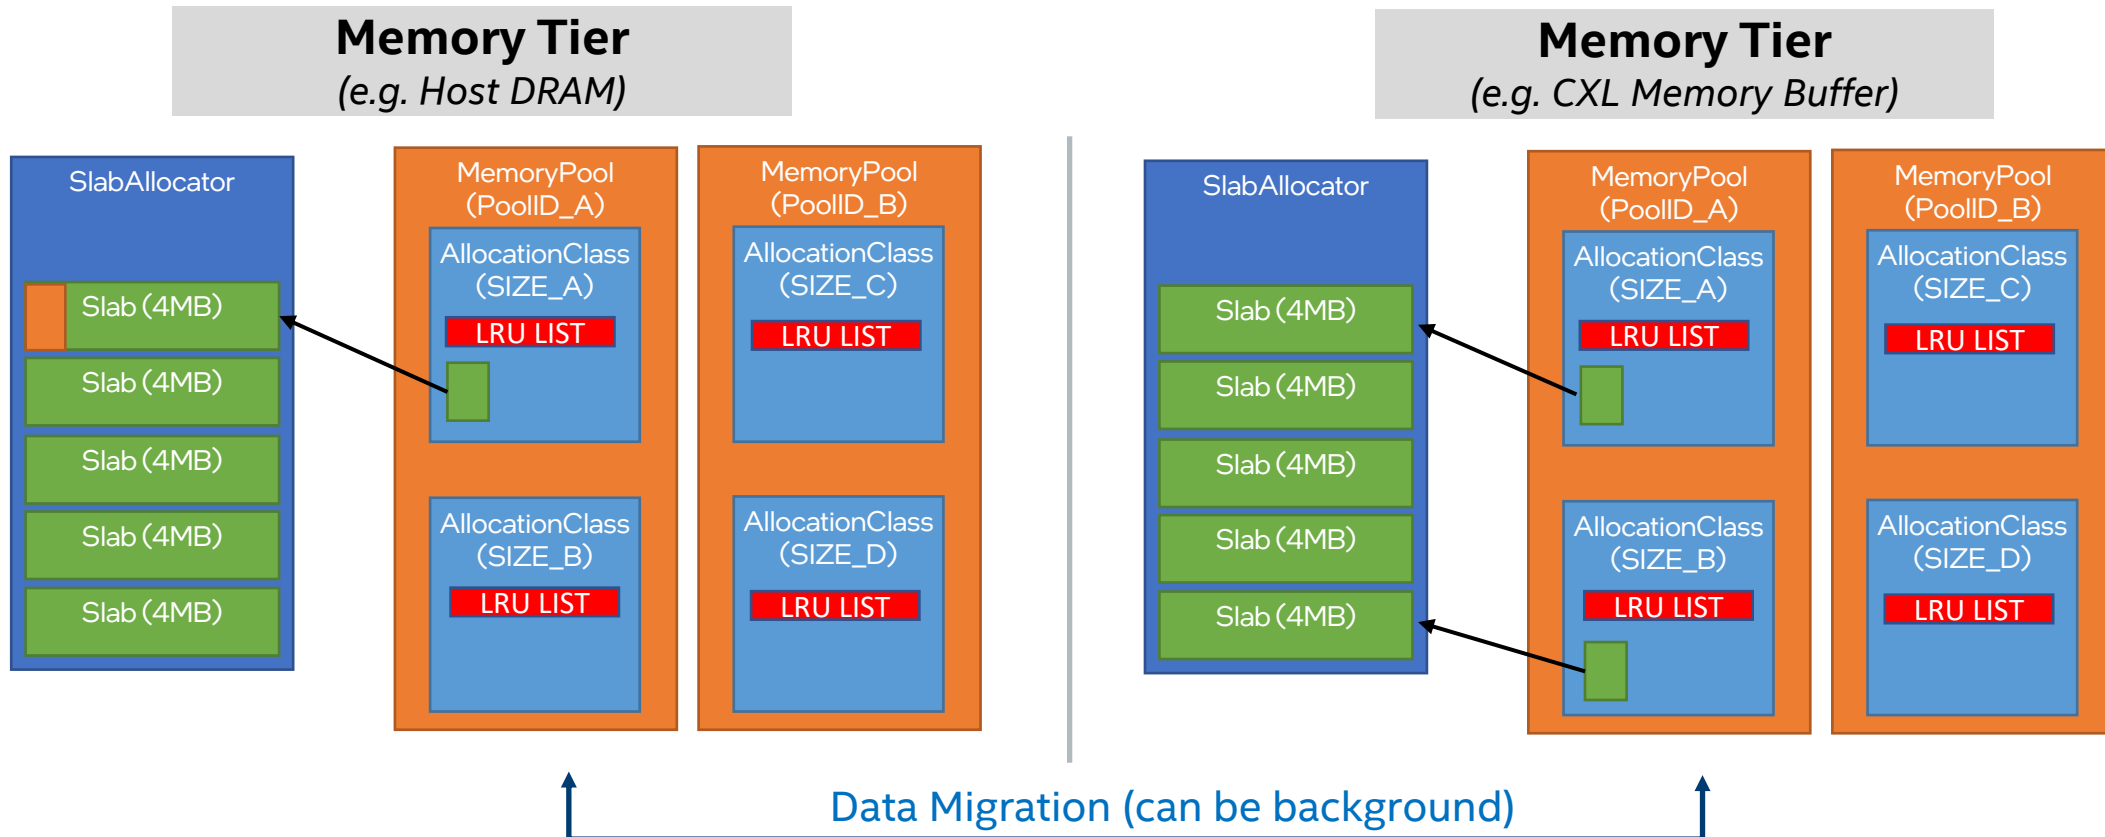 Memory Tier
(e.g. Host DRAM)
SlabAllocator
Slab (4MB)
Slab (4MB)
Slab (4MB)
Slab (4MB)
Slab (4MB)
MemoryPool
(PoolID_A)
AllocationClass
(SIZE_A)
LRU LIST
AllocationClass
(SIZE_B)
LRU LIST
MemoryPool
(PoolID_B)
AllocationClass
(SIZE_C)
LRU LIST
AllocationClass
(SIZE_D)
LRU LIST
Memory Tier
(e.g. CXL Memory Buffer)
SlabAllocator
Slab (4MB)
Slab (4MB)
Slab (4MB)
Slab (4MB)
Slab (4MB)
MemoryPool
(PoolID_A)
AllocationClass
(SIZE_A)
LRU LIST
AllocationClass
(SIZE_B)
LRU LIST
MemoryPool
(PoolID_B)
AllocationClass
(SIZE_C)
LRU LIST
AllocationClass
(SIZE_D)
LRU LIST
Data Migration (can be background)